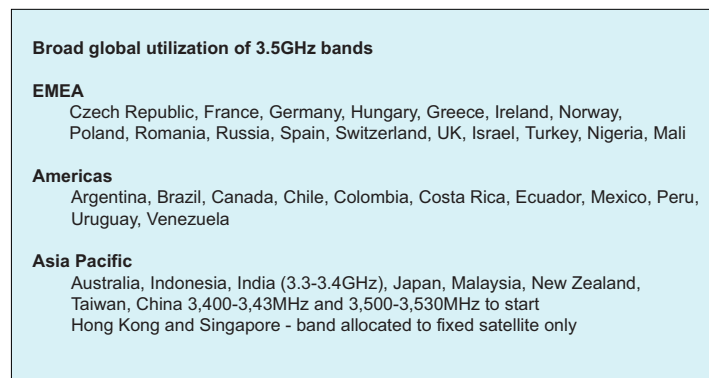 Broad global utilization of 3.5GHz bands
EMEA
Czech Republic, France, Germany, Hungary, Greece, Ireland, Norway,
Poland, Romania, Russia, Spain, Switzerland, UK, Israel, Turkey, Nigeria, Mali
Americas
Argentina, Brazil, Canada, Chile, Colombia, Costa Rica, Ecuador, Mexico, Peru,
Uruguay, Venezuela
Asia Pacific
Australia, Indonesia, India (3.3-3.4GHz), Japan, Malaysia, New Zealand,
Taiwan, China 3,400-3,43MHz and 3,500-3,530MHz to start
Hong Kong and Singapore - band allocated to fixed satellite only